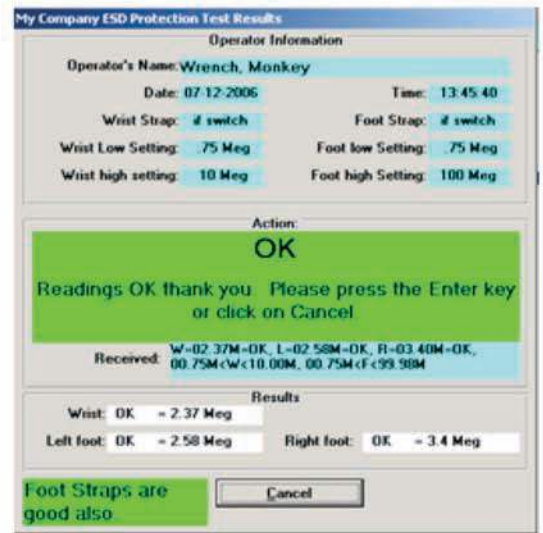 My Company ESD Protection Test Results
Operator Information
Operator's Name: Wrench, Monkey
Date: 07-12-2006 Time: 13:45:40
Wrist Strap: if switch Foot Strap: if switch
Wrist Low Setting: .75 Meg Foot low Setting: .75 Meg
Wrist high setting: 10 Meg Foot high Setting: 100 Meg
Action:
OK
Readings OK thank you. Please press the Enter key
or click on Cancel
Received: W=02.37M=OK, L=02.58M=OK, R=03.40M=OK,
00.75M<W<10.00M, 00.75M<F<99.98M
Results
Wrist: OK = 2.37 Meg
Left foot: OK = 2.58 Meg Right foot: OK = 3.4 Meg
Foot Straps are
good also
Cancel